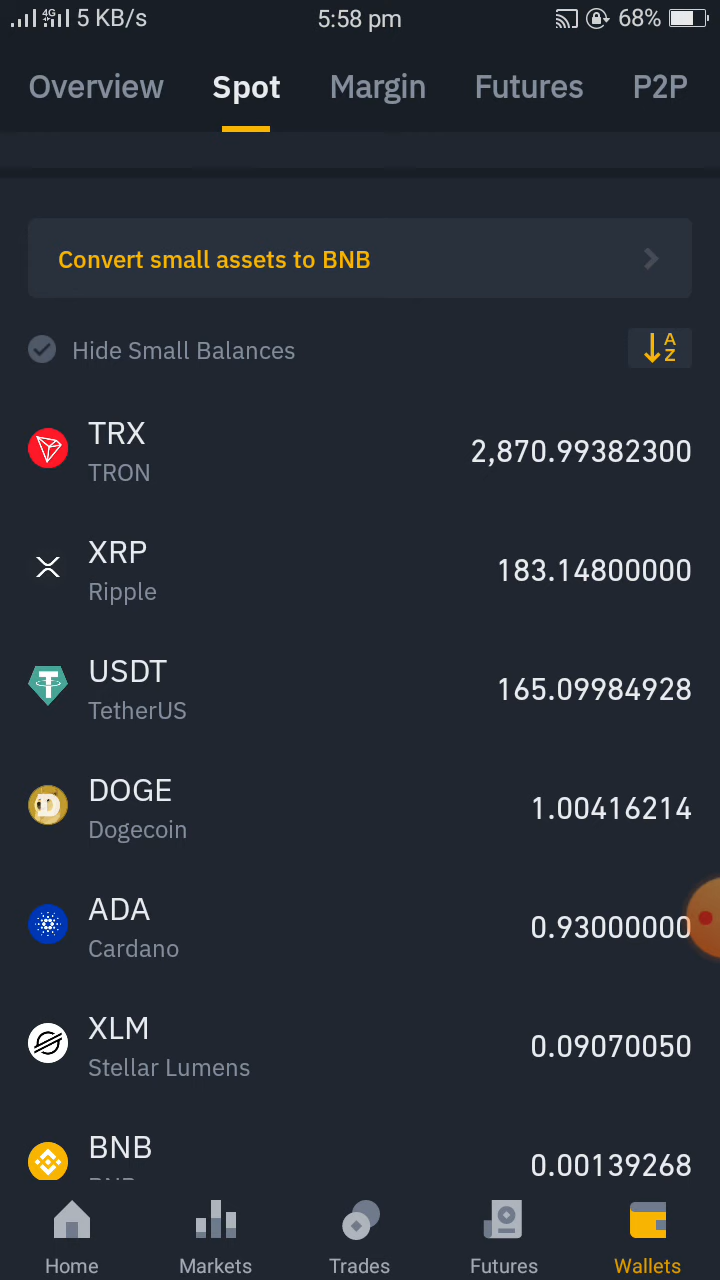 4G 5 KB/s 5:58 pm 68%
Overview Spot Margin Futures P2P
Convert small assets to BNB
Hide Small Balances A Z
TRX
2,870.99382300
TRON
XRP
183.14800000
Ripple
USDT
165.09984928
TetherUS
DOGE
1.00416214
Dogecoin
ADA
0.93000000
Cardano
XLM
0.09070050
Stellar Lumens
BNB
0.00139268
Home Markets Trades Futures Wallets